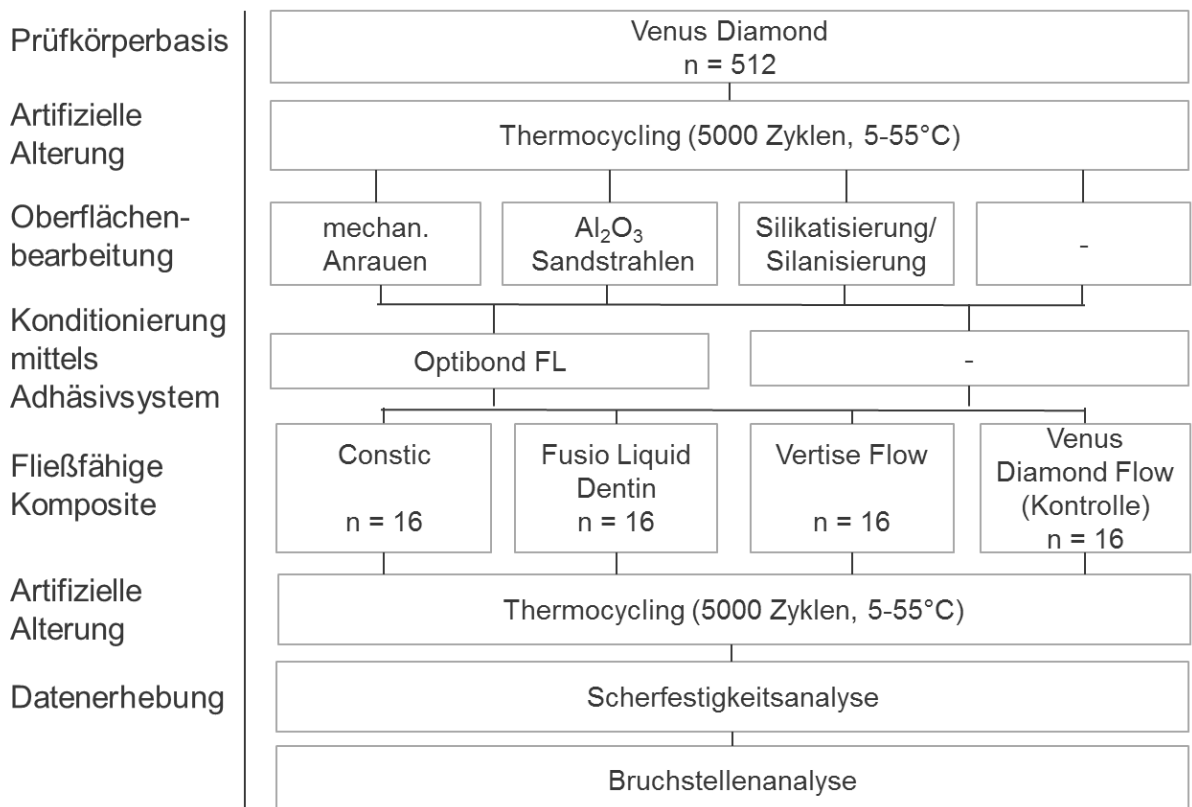 Prüfkörperbasis
Venus Diamond
n = 512
Artifizielle
Alterung
Thermocycling (5000 Zyklen, 5-55°C)
Oberflächen-
bearbeitung
mechan.
Anrauen
Al₂O₃
Sandstrahlen
Silikatisierung/
Silanisierung
-
Konditionierung
mittels
Adhäsivsystem
Optibond FL
-
Fließfähige
Komposite
Constic
n = 16
Fusio Liquid
Dentin
n = 16
Vertise Flow
n = 16
Venus
Diamond Flow
(Kontrolle)
n = 16
Artifizielle
Alterung
Thermocycling (5000 Zyklen, 5-55°C)
Datenerhebung
Scherfestigkeitsanalyse
Bruchstellenanalyse